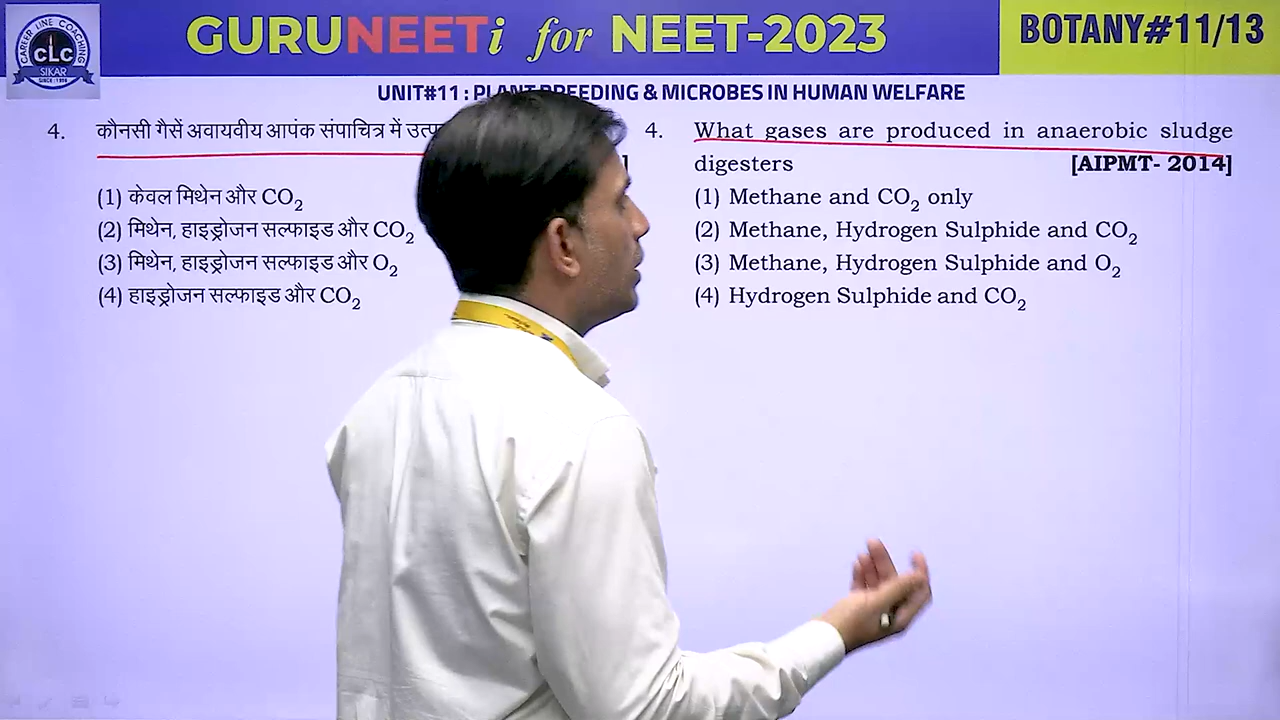 GURUNEETi for NEET-2023
BOTANY#11/13
CAREER LINE COACHING
CLC
SIKAR
SINCE : 1996
UNIT#11 : PLANT BREEDING & MICROBES IN HUMAN WELFARE
4. कौनसी गैसें अवायवीय आपंक संपाचित्र में
(1) केवल मिथेन और CO2
(2) मिथेन, हाइड्रोजन सल्फाइड और CO2
(3) मिथेन, हाइड्रोजन सल्फाइड और O2
(4) हाइड्रोजन सल्फाइड और CO2
4. What gases are produced in anaerobic sludge
digesters [AIPMT- 2014]
(1) Methane and CO2 only
(2) Methane, Hydrogen Sulphide and CO2
(3) Methane, Hydrogen Sulphide and O2
(4) Hydrogen Sulphide and CO2